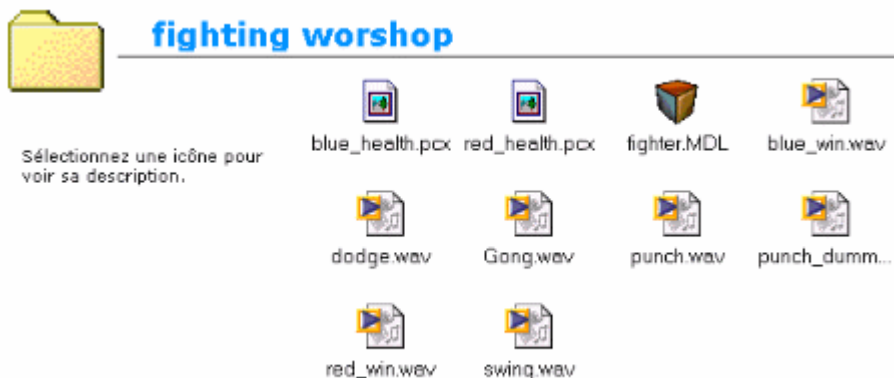 fighting worshop
blue_health.pcx red_health.pcx fighter.MDL blue_win.wav
Sélectionnez une icône pour
voir sa description.
dodge.wav Gong.wav punch.wav punch_dumm...
red_win.wav swing.wav